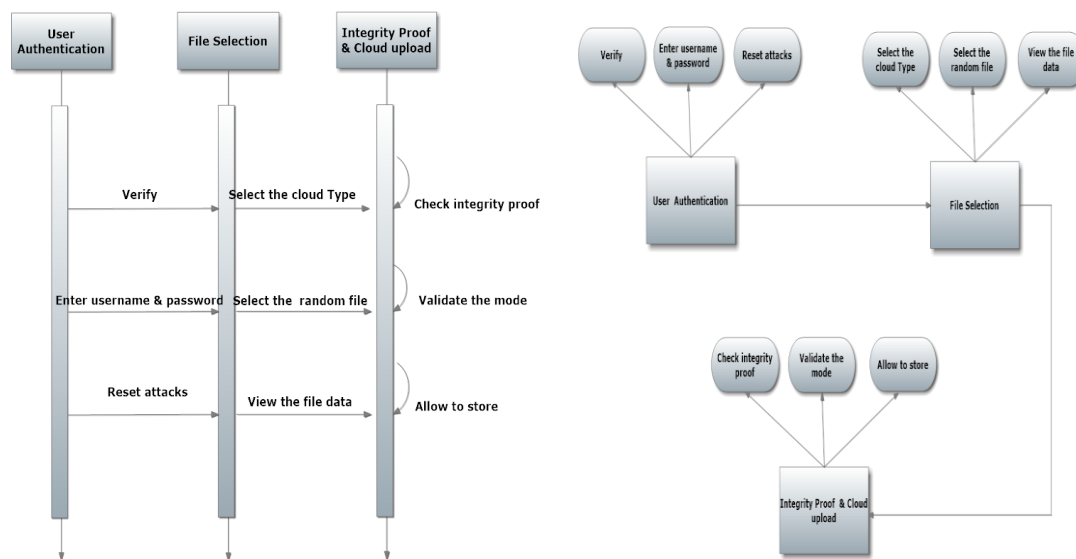 User
Authentication
File Selection
Integrity Proof
& Cloud upload
Verify
Select the cloud Type
Check integrity proof
Enter username & password
Select the random file
Validate the mode
Reset attacks
View the file data
Allow to store
Verify
Enter username
& password
Reset attacks
Select the
cloud Type
Select the
random file
View the file
data
User Authentication
File Selection
Check integrity
proof
Validate the
mode
Allow to store
Integrity Proof & Cloud
upload